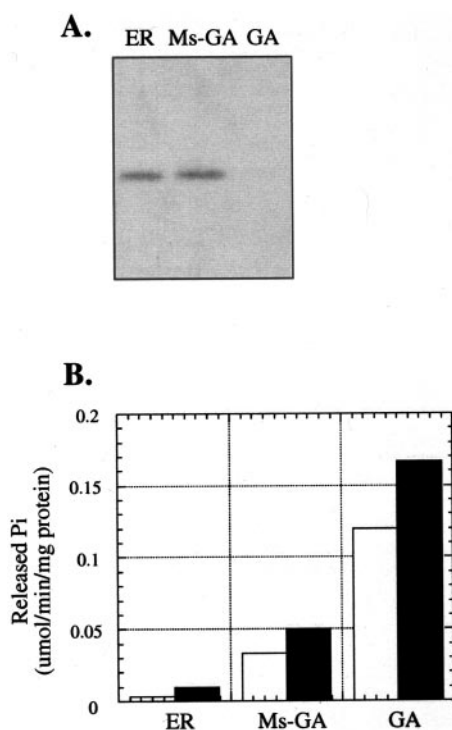 A.
ER Ms-GA GA
B.
Released Pi
(umol/min/mg protein)
0.2
0.15
0.1
0.05
0
ER Ms-GA GA